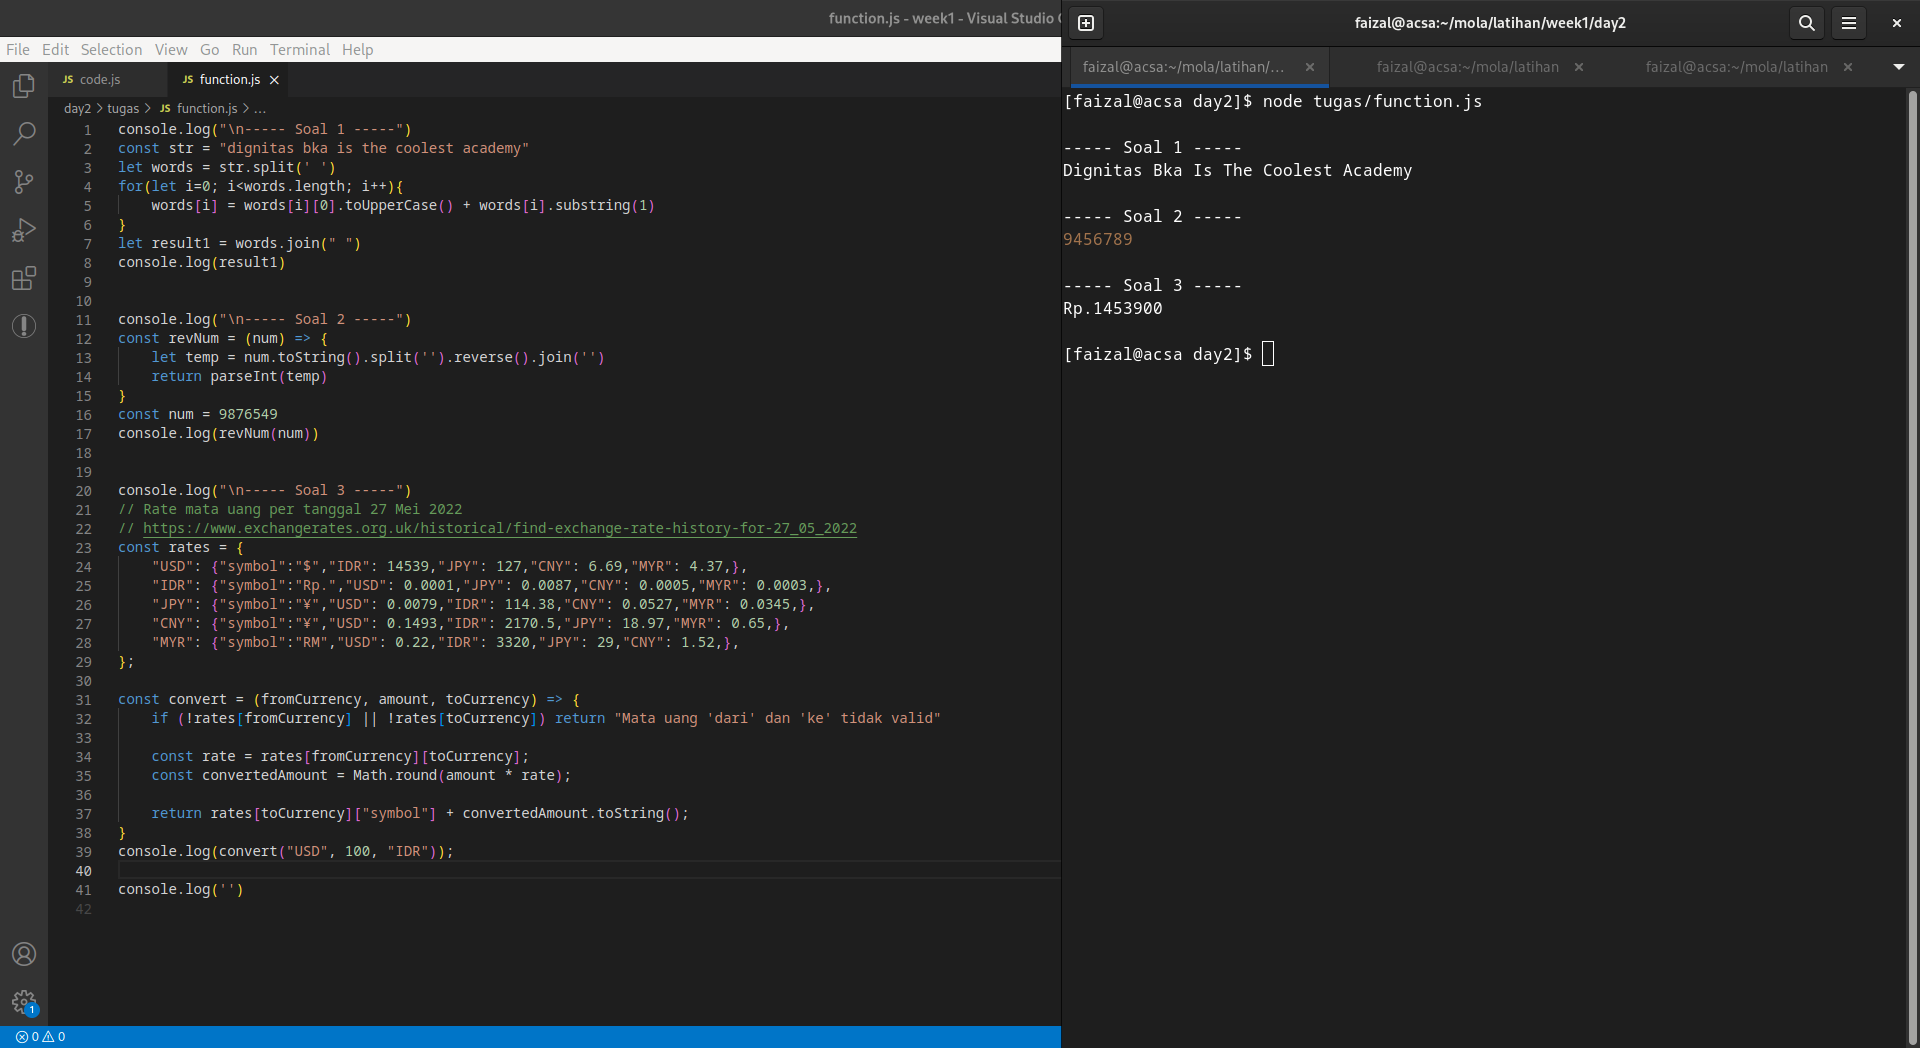 function.js - week1 - Visual Studio
File Edit Selection View Go Run Terminal Help
JS code.js JS function.js
day2 > tugas > JS function.js > ...
1 console.log("\n----- Soal 1 -----")
2 const str = "dignitas bka is the coolest academy"
3 let words = str.split(' ')
4 for(let i=0; i<words.length; i++){
5 words[i] = words[i][0].toUpperCase() + words[i].substring(1)
6 }
7 let result1 = words.join(" ")
8 console.log(result1)
9
10
11 console.log("\n----- Soal 2 -----")
12 const revNum = (num) => {
13 let temp = num.toString().split('').reverse().join('')
14 return parseInt(temp)
15 }
16 const num = 9876549
17 console.log(revNum(num))
18
19
20 console.log("\n----- Soal 3 -----")
21 // Rate mata uang per tanggal 27 Mei 2022
22 // https://www.exchangerates.org.uk/historical/find-exchange-rate-history-for-27_05_2022
23 const rates = {
24 "USD": {"symbol":"$","IDR": 14539,"JPY": 127,"CNY": 6.69,"MYR": 4.37,},
25 "IDR": {"symbol":"Rp.","USD": 0.0001,"JPY": 0.0087,"CNY": 0.0005,"MYR": 0.0003,},
26 "JPY": {"symbol":"¥","USD": 0.0079,"IDR": 114.38,"CNY": 0.0527,"MYR": 0.0345,},
27 "CNY": {"symbol":"¥","USD": 0.1493,"IDR": 2170.5,"JPY": 18.97,"MYR": 0.65,},
28 "MYR": {"symbol":"RM","USD": 0.22,"IDR": 3320,"JPY": 29,"CNY": 1.52,},
29 };
30
31 const convert = (fromCurrency, amount, toCurrency) => {
32 if (!rates[fromCurrency] || !rates[toCurrency]) return "Mata uang 'dari' dan 'ke' tidak valid"
33
34 const rate = rates[fromCurrency][toCurrency];
35 const convertedAmount = Math.round(amount * rate);
36
37 return rates[toCurrency]["symbol"] + convertedAmount.toString();
38 }
39 console.log(convert("USD", 100, "IDR"));
40
41 console.log('')
42
1
0 0
faizal@acsa:~/mola/latihan/week1/day2
faizal@acsa:~/mola/latihan/... faizal@acsa:~/mola/latihan faizal@acsa:~/mola/latihan
[faizal@acsa day2]$ node tugas/function.js
----- Soal 1 -----
Dignitas Bka Is The Coolest Academy
----- Soal 2 -----
9456789
----- Soal 3 -----
Rp.1453900
[faizal@acsa day2]$